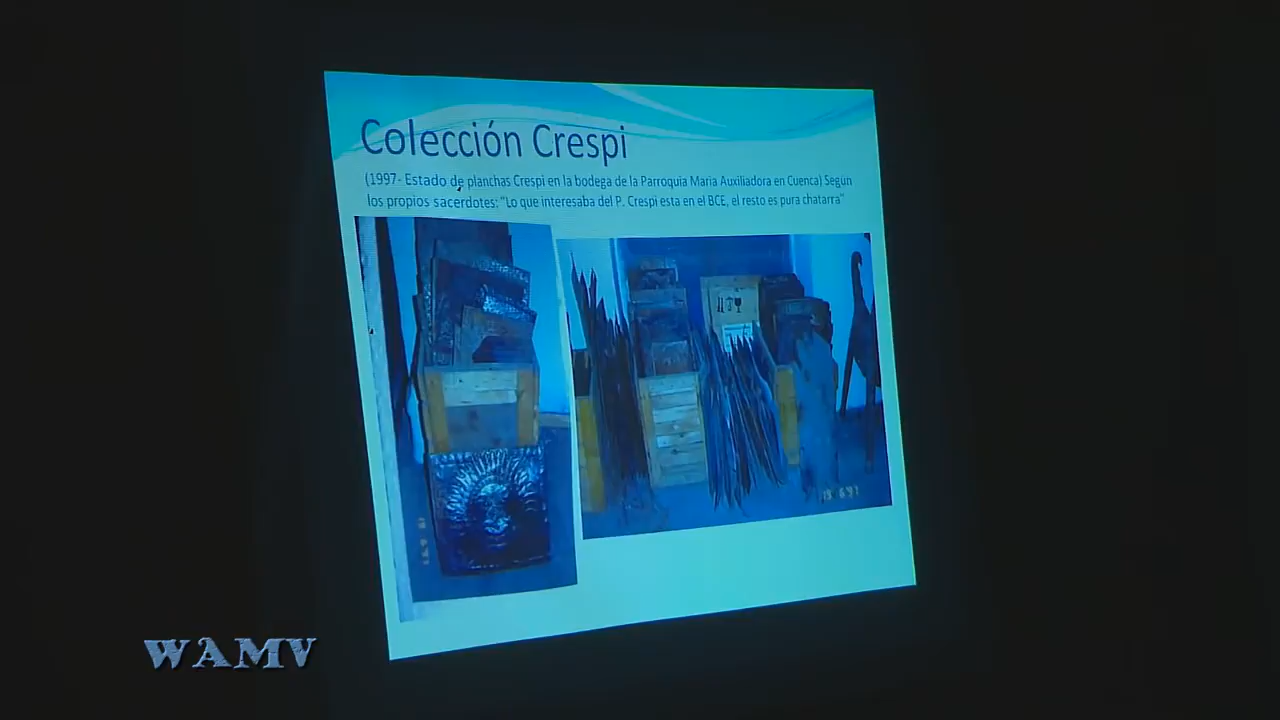 Colección Crespi
(1997- Estado de planchas Crespi en la bodega de la Parroquia Maria Auxiliadora en Cuenca) Según
los propios sacerdotes: "Lo que interesaba del P. Crespi esta en el BCE, el resto es pura chatarra"
WAMV